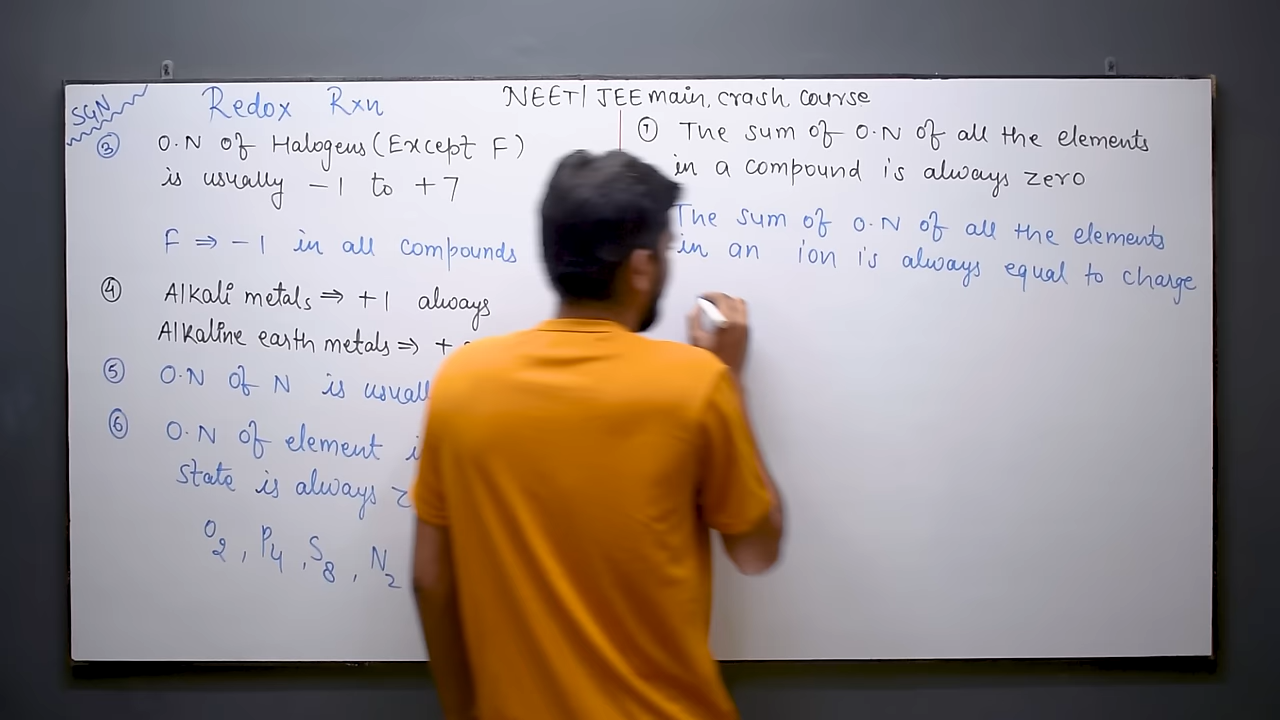 SGN
Redox Rxn
NEET/JEE main, crash course
③ O.N of Halogens (Except F)
is usually -1 to +7
F ⇒ -1 in all compounds
④ Alkali metals ⇒ +1 always
Alkaline earth metals ⇒ +
⑤ O.N of N is usuall
⑥ O.N of element i
state is always z
O2, P4, S8, N2
⑦ The sum of O.N of all the elements
in a compound is always zero
The sum of O.N of all the elements
in an ion is always equal to charge